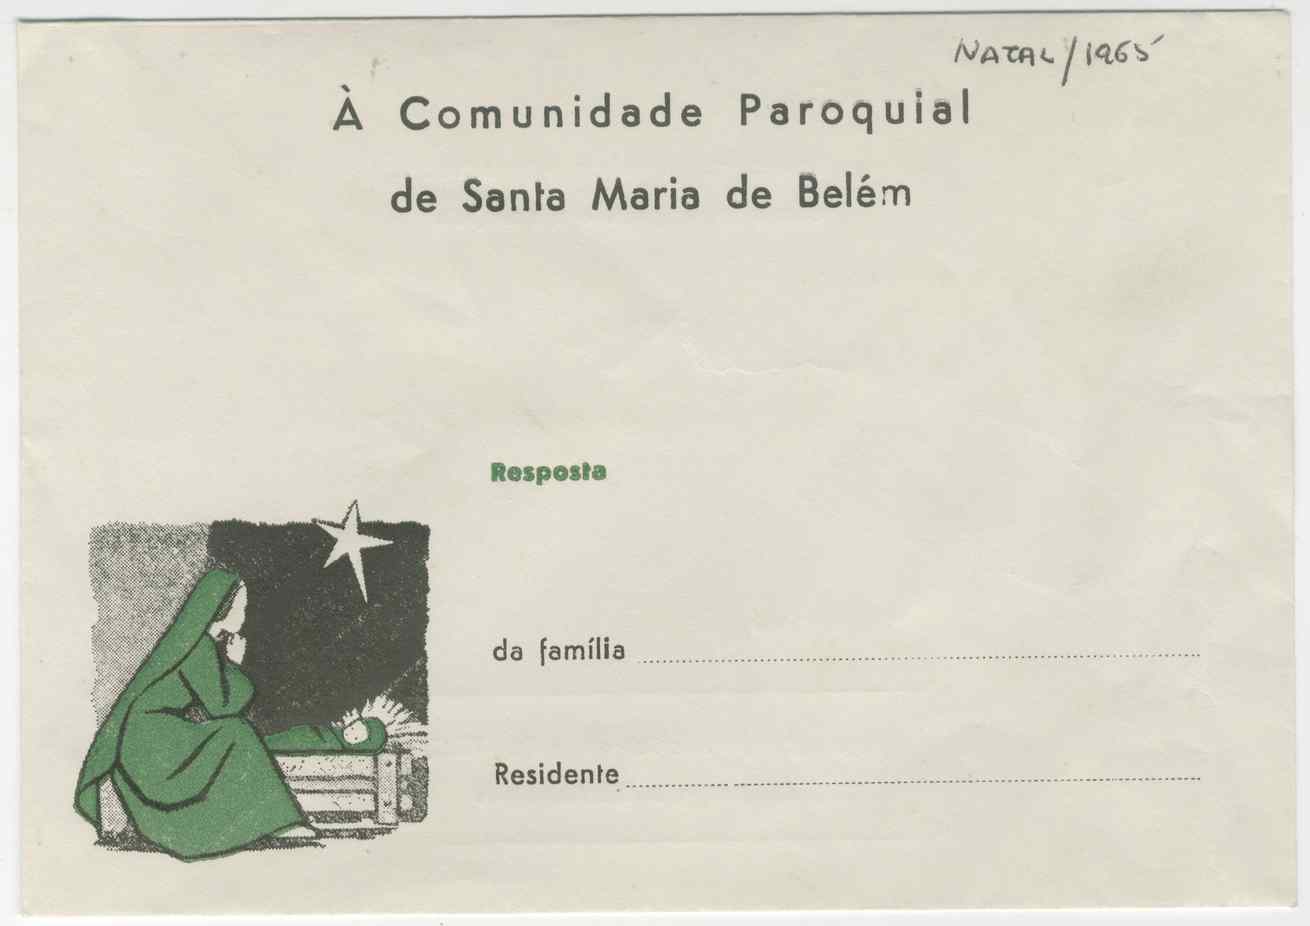 NATAL/1965
À Comunidade Paroquial
de Santa Maria de Belém
Resposta
da família
Residente